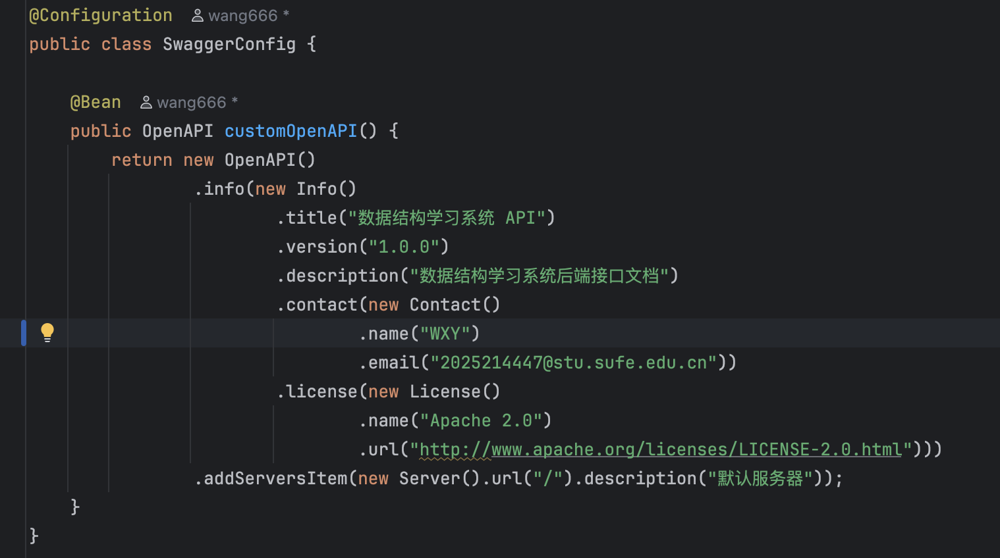 @Configuration wang666 *
public class SwaggerConfig {
@Bean wang666 *
public OpenAPI customOpenAPI() {
return new OpenAPI()
.info(new Info()
.title("数据结构学习系统 API")
.version("1.0.0")
.description("数据结构学习系统后端接口文档")
.contact(new Contact()
.name("WXY")
.email("2025214447@stu.sufe.edu.cn"))
.license(new License()
.name("Apache 2.0")
.url("http://www.apache.org/licenses/LICENSE-2.0.html")))
.addServersItem(new Server().url("/").description("默认服务器"));
}
}